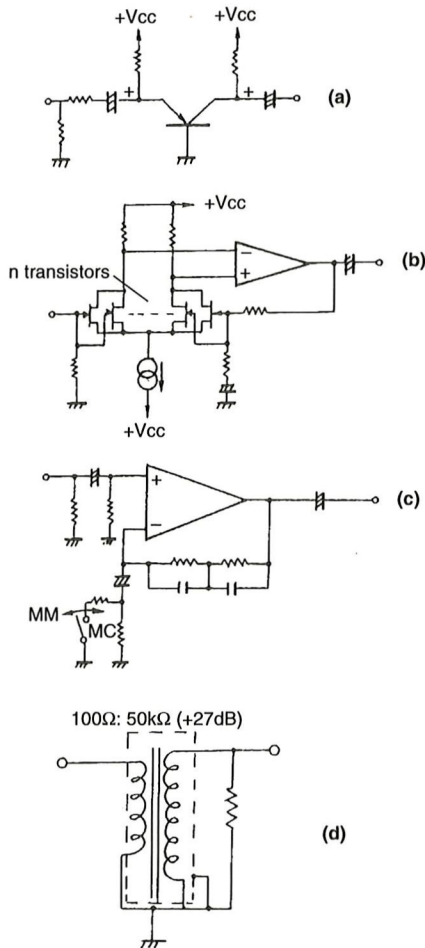 +Vcc +Vcc
+ + (a)
+Vcc
n transistors
−
+
(b)
+Vcc
+
−
(c)
MM
MC
100Ω: 50kΩ (+27dB)
(d)